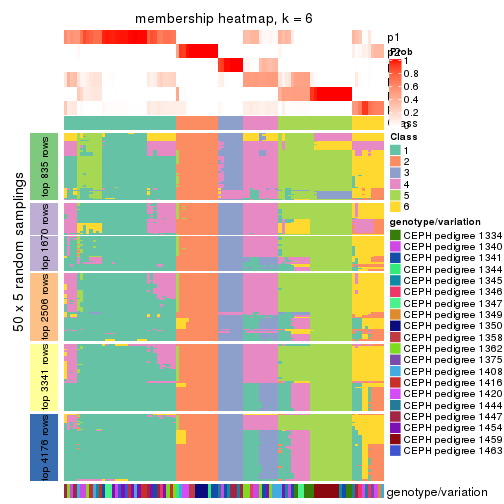 membership heatmap, k = 6
50 x 5 random samplings
top 835 rows
top 1670 rows
top 2506 rows
top 3341 rows
top 4176 rows
p1
Prob
1
0.8
0.6
0.4
0.2
0
Class
1
2
3
4
5
6
genotype/variation
CEPH pedigree 1334
CEPH pedigree 1340
CEPH pedigree 1341
CEPH pedigree 1344
CEPH pedigree 1345
CEPH pedigree 1346
CEPH pedigree 1347
CEPH pedigree 1349
CEPH pedigree 1350
CEPH pedigree 1358
CEPH pedigree 1362
CEPH pedigree 1375
CEPH pedigree 1408
CEPH pedigree 1416
CEPH pedigree 1420
CEPH pedigree 1444
CEPH pedigree 1447
CEPH pedigree 1454
CEPH pedigree 1459
CEPH pedigree 1463
genotype/variation